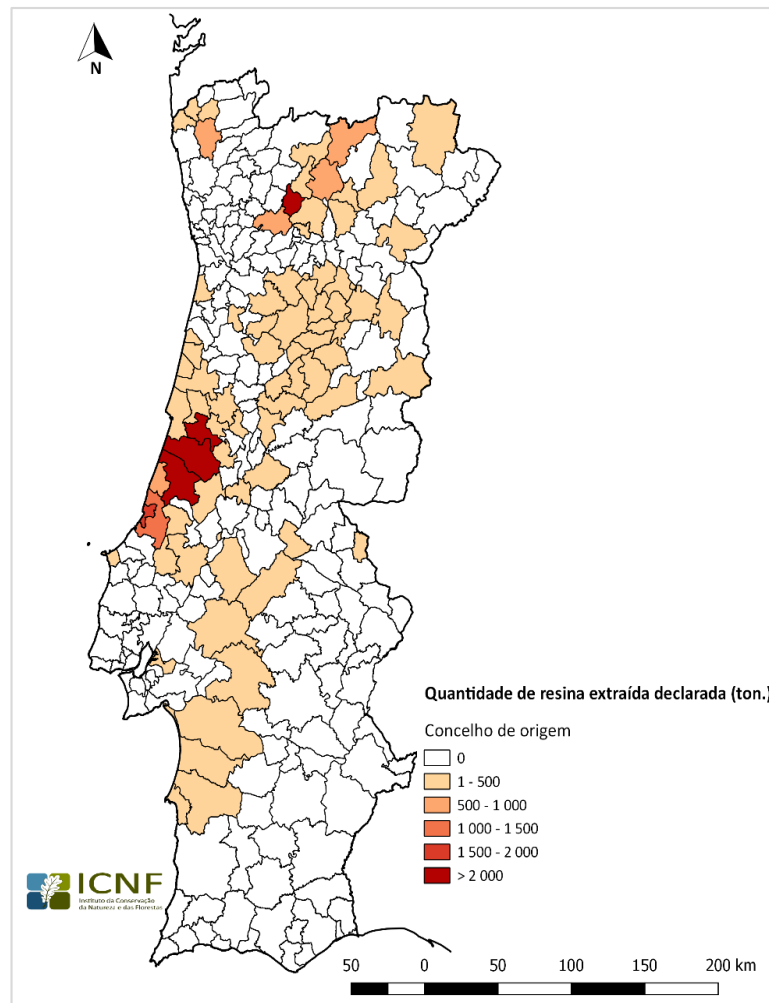 N
Quantidade de resina extraída declarada (ton.)
Concelho de origem
0
1 - 500
500 - 1 000
1 000 - 1 500
1 500 - 2 000
> 2 000
ICNF
Instituto da Conservação
da Natureza e das Florestas
50 0 50 100 150 200 km